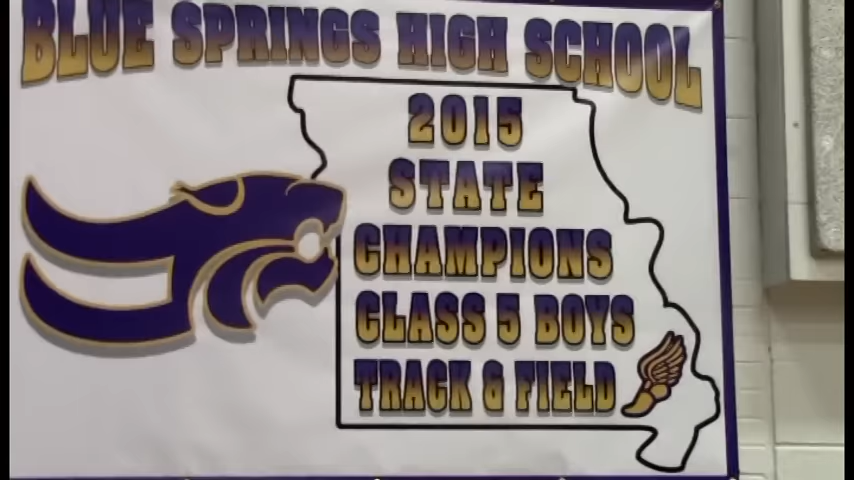 BLUE SPRINGS HIGH SCHOOL
2015
STATE
CHAMPIONS
CLASS 5 BOYS
TRACK & FIELD